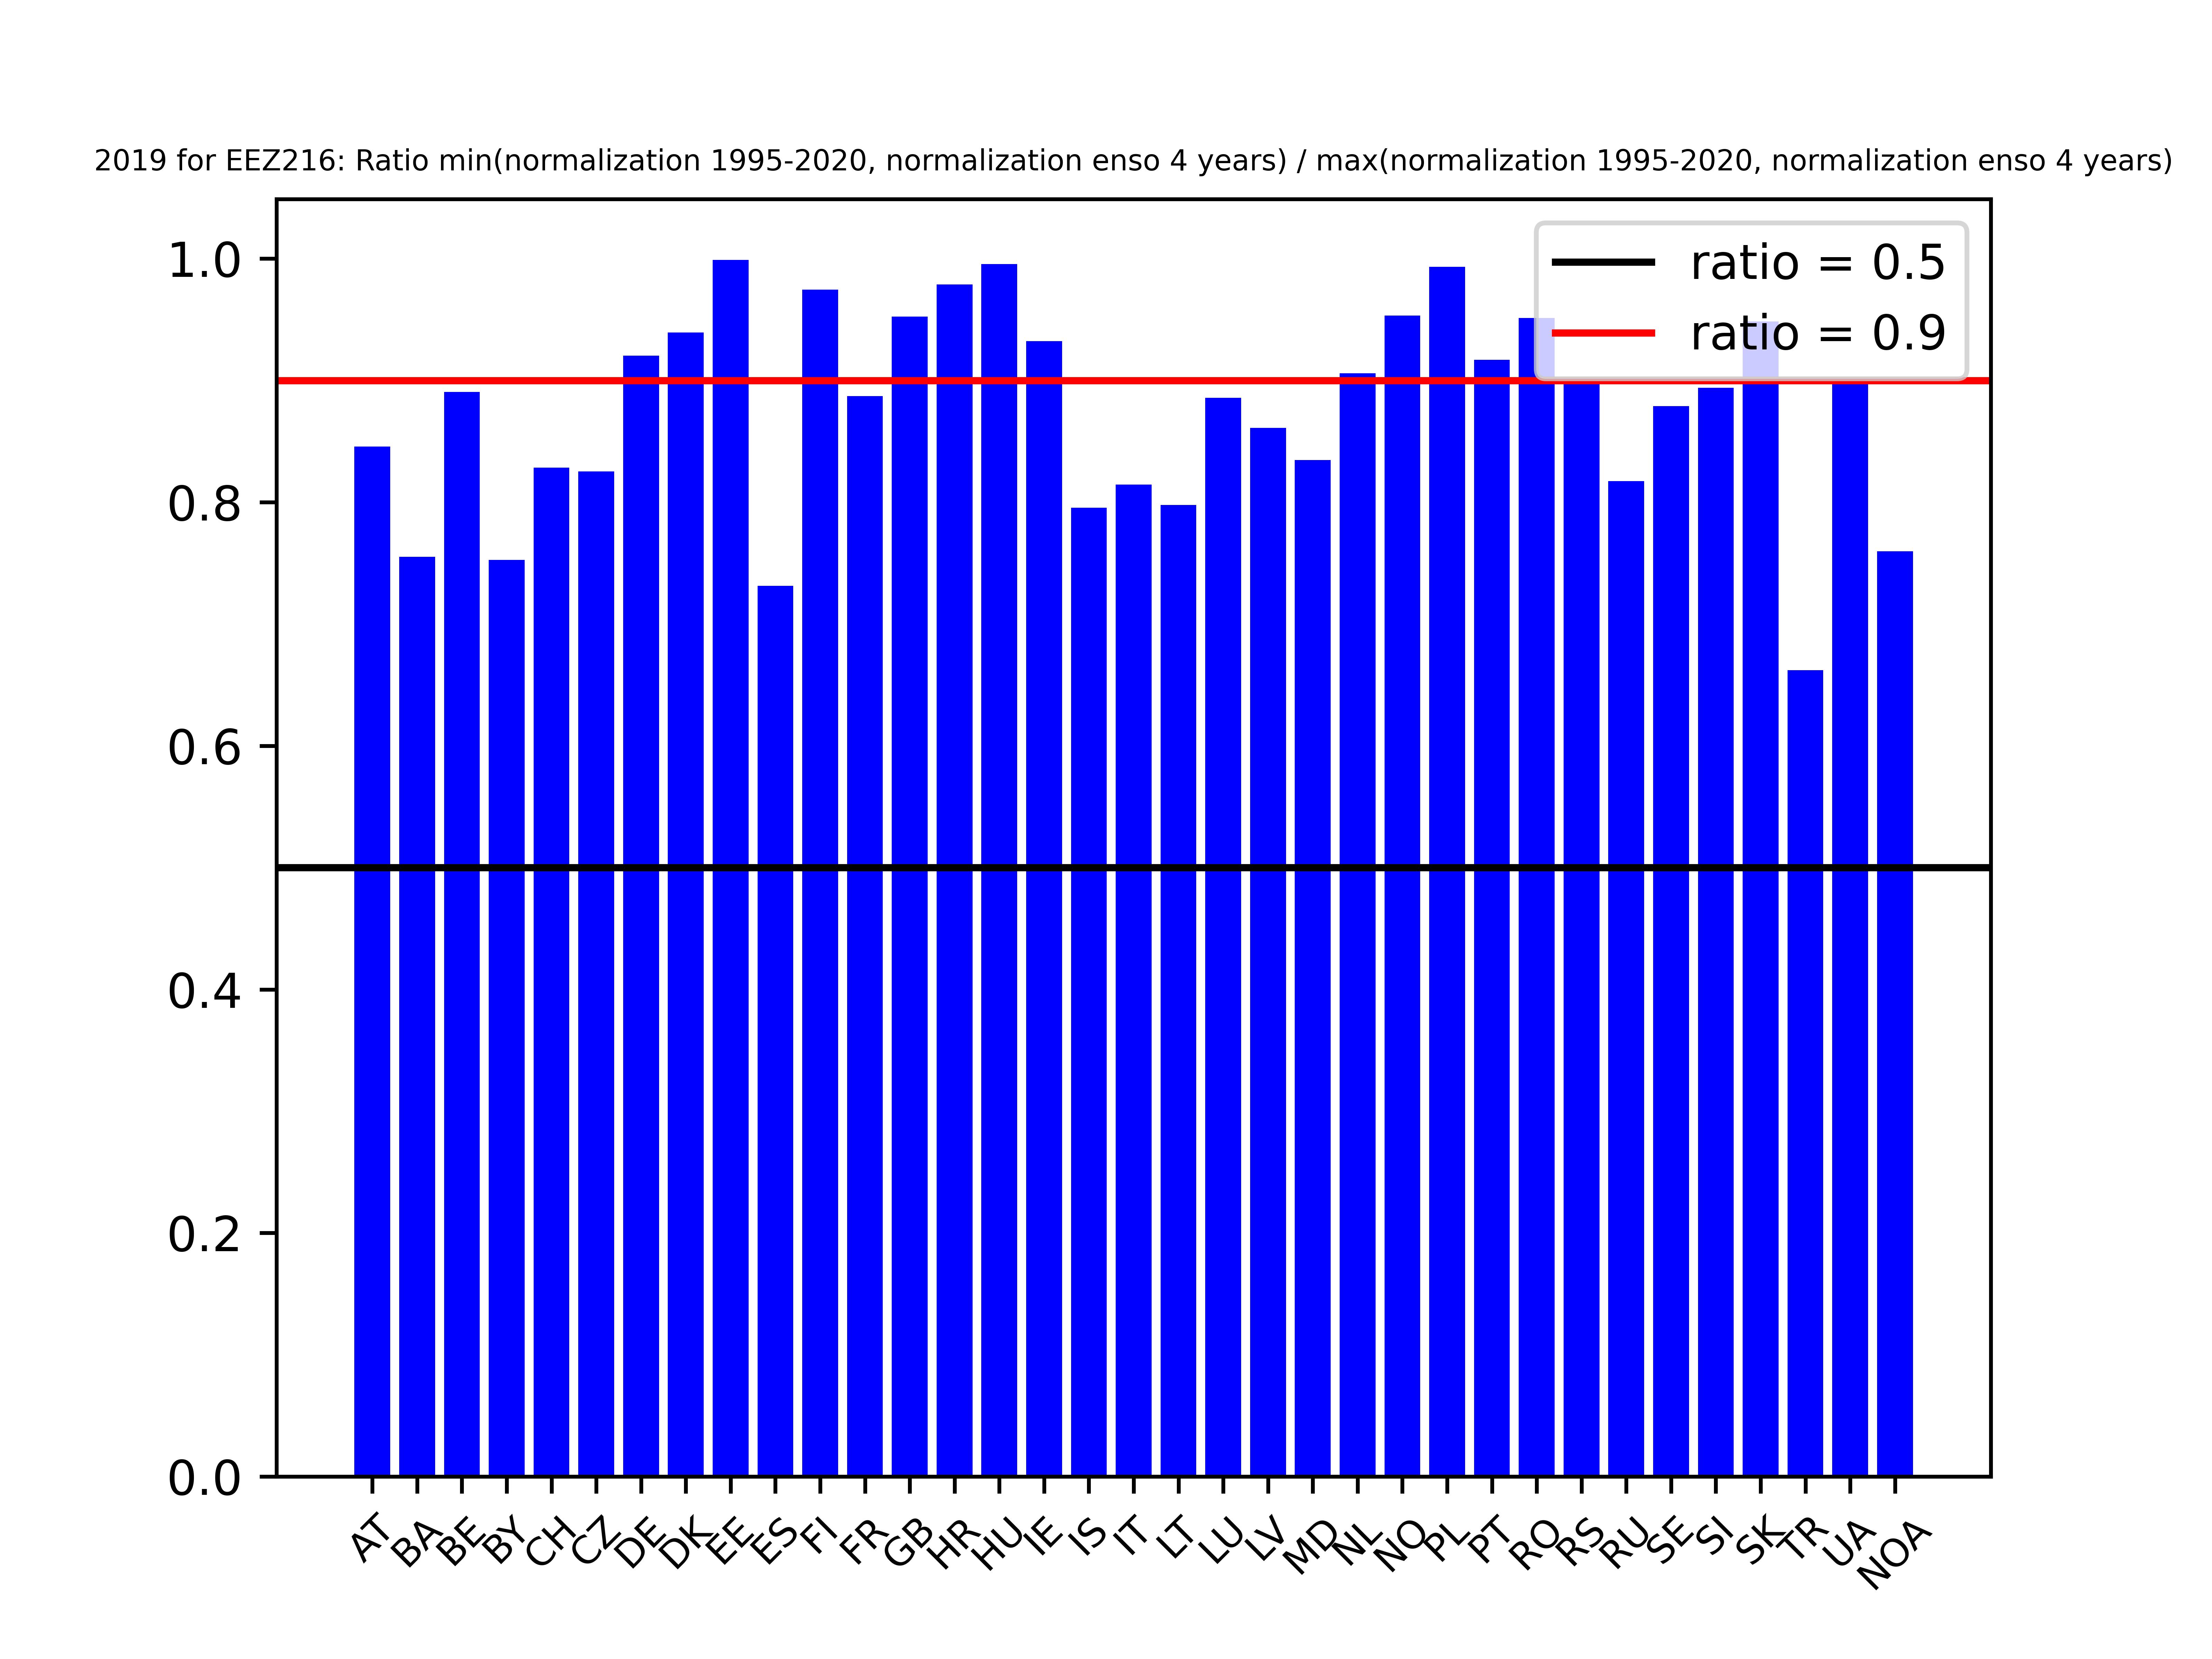 2019 for EEZ216: Ratio min(normalization 1995-2020, normalization enso 4 years) / max(normalization 1995-2020, normalization enso 4 years)
ratio = 0.5
ratio = 0.9
1.0
0.8
0.6
0.4
0.2
0.0
AT BA BE BY CH CZ DE DK EE ES FI FR GB HR HU IE IS IT LT LU LV MD NL NO PL PT RO RS RU SE SI SK TR UA NOA